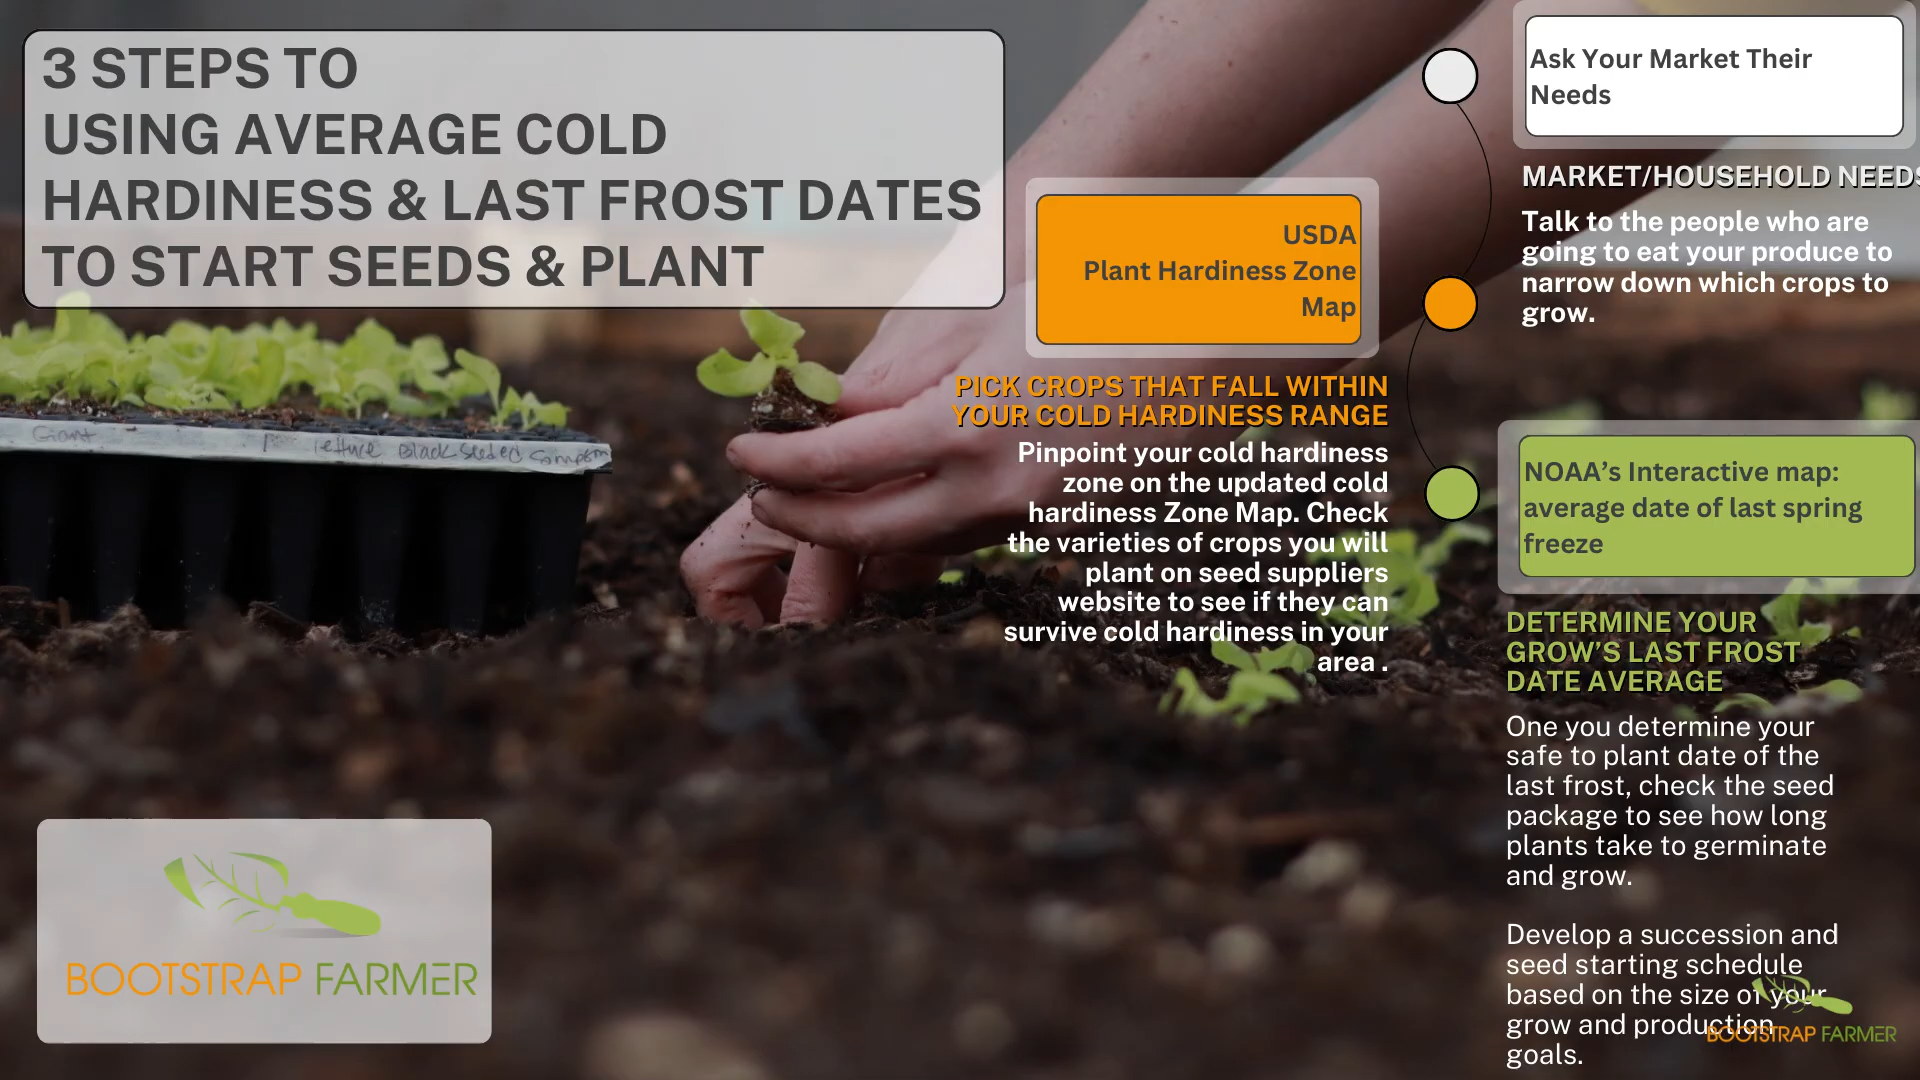 3 STEPS TO
USING AVERAGE COLD
HARDINESS & LAST FROST DATES
TO START SEEDS & PLANT
Ask Your Market Their
Needs
MARKET/HOUSEHOLD NEEDS
Talk to the people who are
going to eat your produce to
narrow down which crops to
grow.
USDA
Plant Hardiness Zone
Map
PICK CROPS THAT FALL WITHIN
YOUR COLD HARDINESS RANGE
Pinpoint your cold hardiness
zone on the updated cold
hardiness Zone Map. Check
the varieties of crops you will
plant on seed suppliers
website to see if they can
survive cold hardiness in your
area .
NOAA’s Interactive map:
average date of last spring
freeze
DETERMINE YOUR
GROW’S LAST FROST
DATE AVERAGE
One you determine your
safe to plant date of the
last frost, check the seed
package to see how long
plants take to germinate
and grow.
Develop a succession and
seed starting schedule
based on the size of your
grow and production
goals.
Giant
lettuce Black Seeded Simpson
BOOTSTRAP FARMER
BOOTSTRAP FARMER